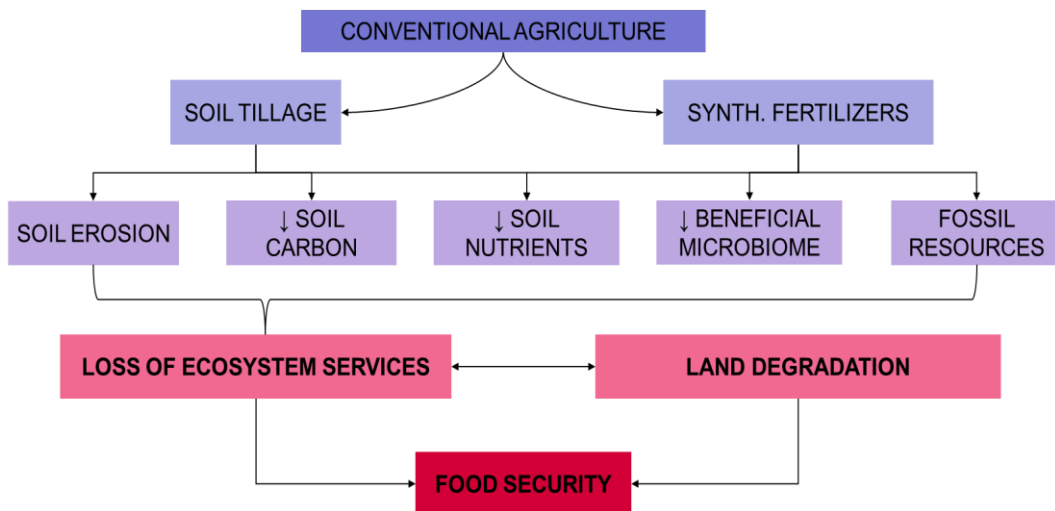 CONVENTIONAL AGRICULTURE
SOIL TILLAGE
SYNTH. FERTILIZERS
SOIL EROSION
↓ SOIL
CARBON
↓ SOIL
NUTRIENTS
↓ BENEFICIAL
MICROBIOME
FOSSIL
RESOURCES
LOSS OF ECOSYSTEM SERVICES
LAND DEGRADATION
FOOD SECURITY